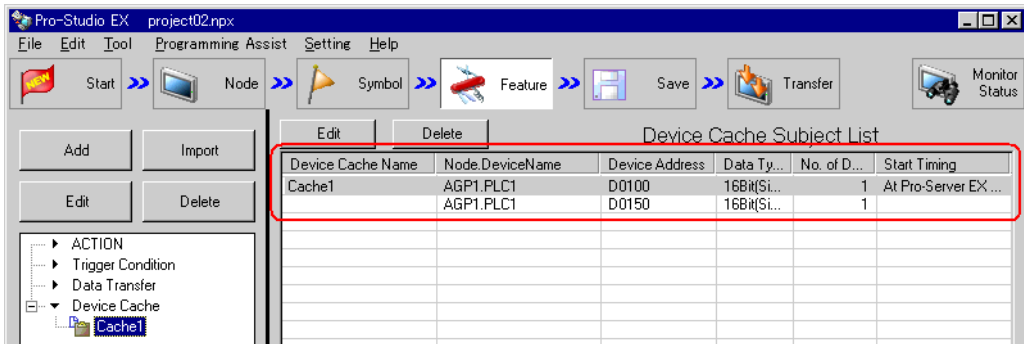 Pro-Studio EX project02.npx
File Edit Tool Programming Assist Setting Help
NEW Start Node Symbol Feature Save Transfer Monitor Status
Add Import
Edit Delete
ACTION
Trigger Condition
Data Transfer
Device Cache
Cache1
Edit Delete Device Cache Subject List
Device Cache Name Node.DeviceName Device Address Data Ty... No. of D... Start Timing
Cache1 AGP1.PLC1 D0100 16Bit(Si... 1 At Pro-Server EX ...
AGP1.PLC1 D0150 16Bit(Si... 1